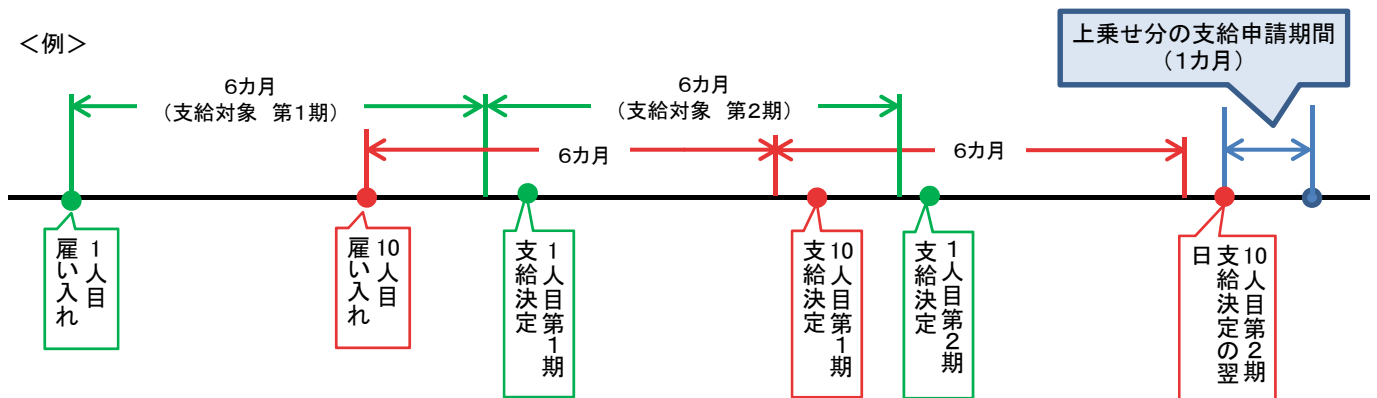 <例>
上乗せ分の支給申請期間
(1カ月)
6カ月
(支給対象 第1期)
6カ月
(支給対象 第2期)
6カ月
6カ月
1人目
雇い入れ
10人目
雇い入れ
1人目第1期
支給決定
10人目第1期
支給決定
1人目第2期
支給決定
10人目第2期
支給決定の翌
日